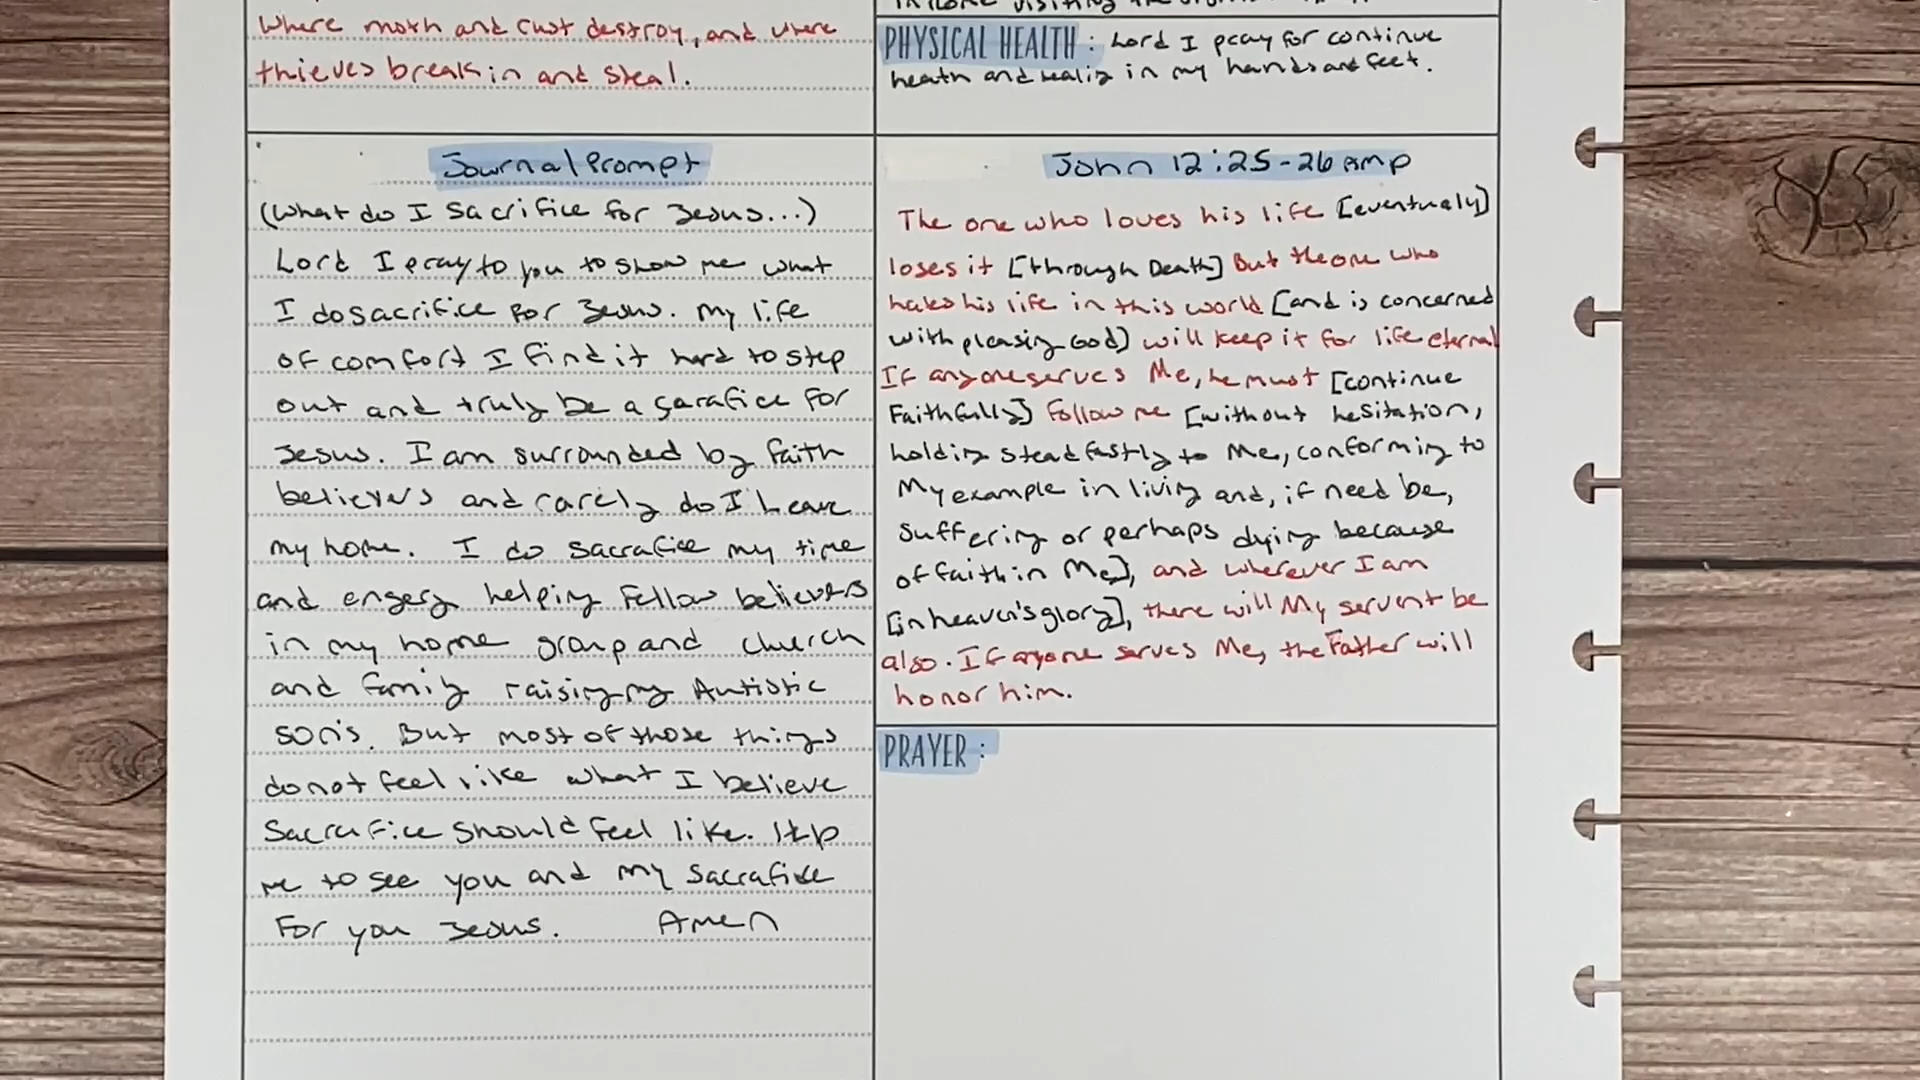 where moth and rust destroy, and where
thieves break in and steal.
Journal Prompt
(What do I sacrifice for Jesus...)
Lord I pray to you to show me what
I do sacrifice for Jesus. My life
of comfort I find it hard to step
out and truly be a sarafice for
Jesus. I am surrounded by faith
believers and rarely do I leave
my home. I do sacrafice my time
and engery helping fellow believers
in my home group and church
and family raising my Autistic
son's. But most of those things
do not feel like what I believe
Sacrafice should feel like. Help
me to see you and my sacrafice
For you Jesus. Amen
PHYSICAL HEALTH : Lord I pray for continue
heath and healig in my hands and feet.
John 12:25-26 AMP
The one who loves his life [eventualy]
loses it [through Death] But the one who
hates his life in this world [and is concerned
with pleasing God] will keep it for life eternal
If anyone serves Me, he must [continue
Faithfully] Follow me [without hesitation,
holding steadfastly to Me, conforming to
My example in living and, if need be,
suffering or perhaps dying because
of faith in Me], and wherever I am
[in heaven's glory], there will My servant be
also. If anyone serves Me, the Father will
honor him.
PRAYER :